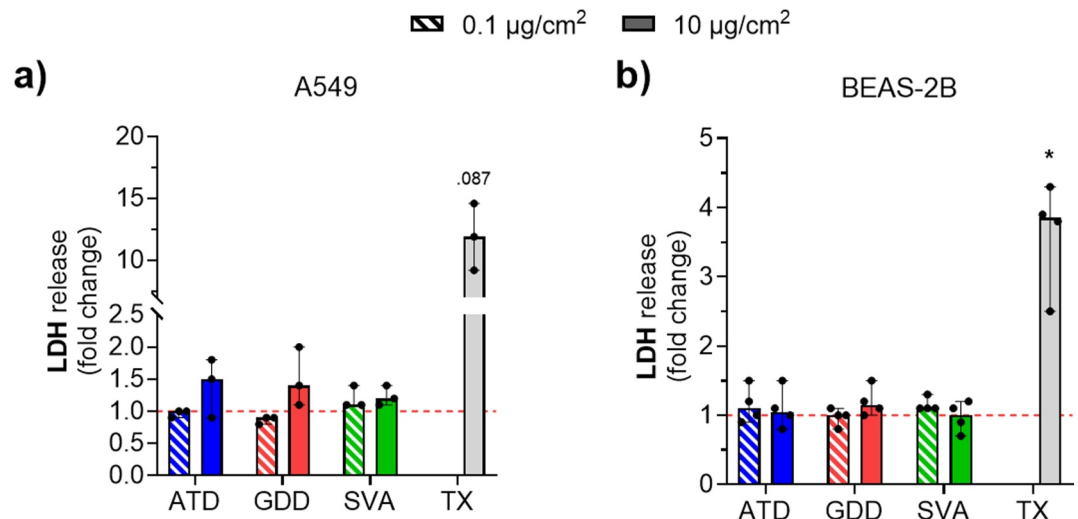 0.1 µg/cm² 10 µg/cm²
a) A549
LDH release
(fold change)
20
15
10
2.5
2.0
1.5
1.0
0.5
0.0
.087
ATD GDD SVA TX
b) BEAS-2B
LDH release
(fold change)
5
4
3
2
1
0
*
ATD GDD SVA TX